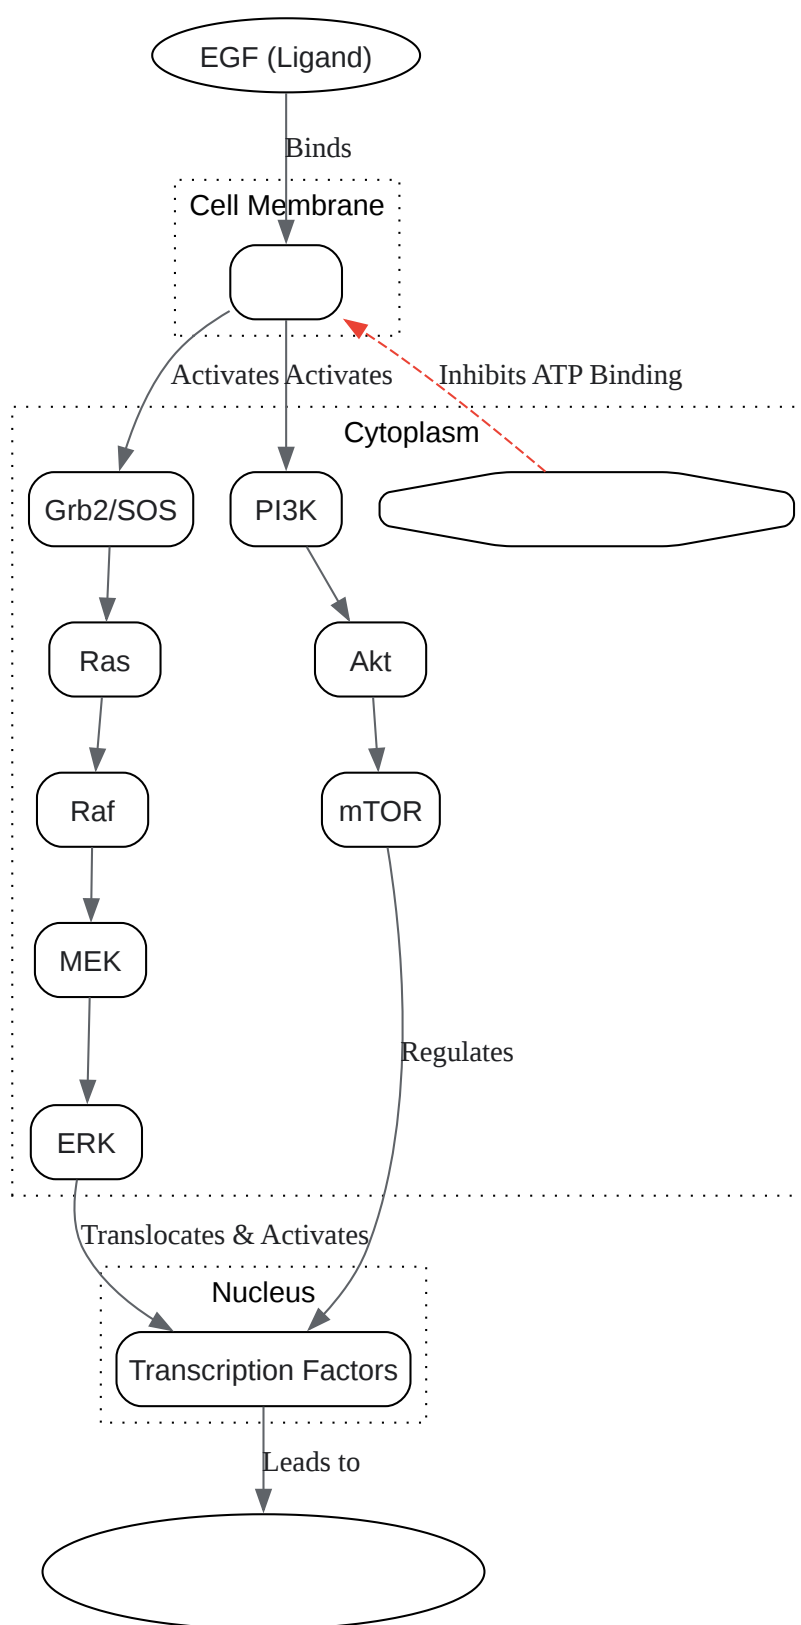 EGF (Ligand)
Binds
Cell Membrane
Activates
Activates
Inhibits ATP Binding
Cytoplasm
Grb2/SOS
PI3K
Ras
Akt
Raf
mTOR
MEK
Regulates
ERK
Translocates & Activates
Nucleus
Transcription Factors
Leads to